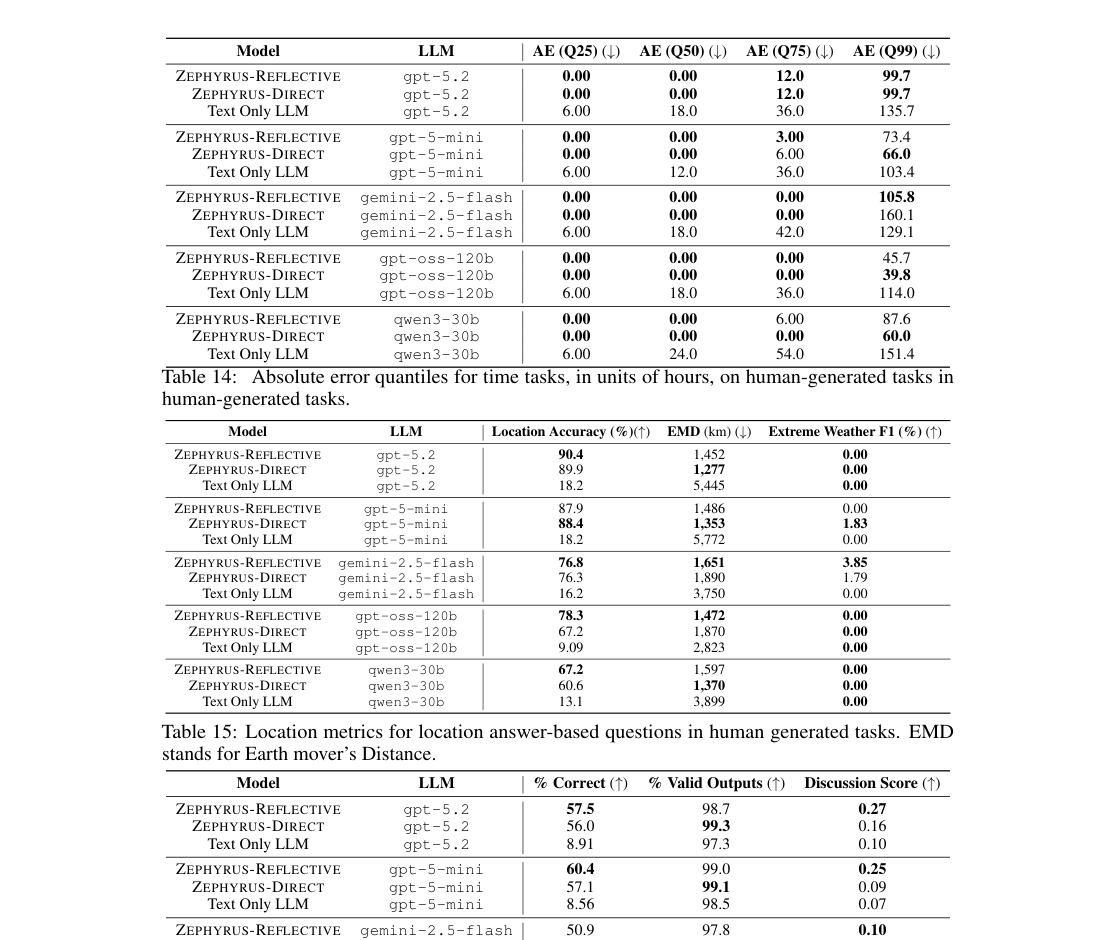 Model LLM AE (Q25) (↓) AE (Q50) (↓) AE (Q75) (↓) AE (Q99) (↓)
ZEPHYRUS-REFLECTIVE gpt-5.2 0.00 0.00 12.0 99.7
ZEPHYRUS-DIRECT gpt-5.2 0.00 0.00 12.0 99.7
Text Only LLM gpt-5.2 6.00 18.0 36.0 135.7
ZEPHYRUS-REFLECTIVE gpt-5-mini 0.00 0.00 3.00 73.4
ZEPHYRUS-DIRECT gpt-5-mini 0.00 0.00 6.00 66.0
Text Only LLM gpt-5-mini 6.00 12.0 36.0 103.4
ZEPHYRUS-REFLECTIVE gemini-2.5-flash 0.00 0.00 0.00 105.8
ZEPHYRUS-DIRECT gemini-2.5-flash 0.00 0.00 0.00 160.1
Text Only LLM gemini-2.5-flash 6.00 18.0 42.0 129.1
ZEPHYRUS-REFLECTIVE gpt-oss-120b 0.00 0.00 0.00 45.7
ZEPHYRUS-DIRECT gpt-oss-120b 0.00 0.00 0.00 39.8
Text Only LLM gpt-oss-120b 6.00 18.0 36.0 114.0
ZEPHYRUS-REFLECTIVE qwen3-30b 0.00 0.00 6.00 87.6
ZEPHYRUS-DIRECT qwen3-30b 0.00 0.00 0.00 60.0
Text Only LLM qwen3-30b 6.00 24.0 54.0 151.4
Table 14: Absolute error quantiles for time tasks, in units of hours, on human-generated tasks in
human-generated tasks.
Model LLM Location Accuracy (%)(↑) EMD (km) (↓) Extreme Weather F1 (%) (↑)
ZEPHYRUS-REFLECTIVE gpt-5.2 90.4 1,452 0.00
ZEPHYRUS-DIRECT gpt-5.2 89.9 1,277 0.00
Text Only LLM gpt-5.2 18.2 5,445 0.00
ZEPHYRUS-REFLECTIVE gpt-5-mini 87.9 1,486 0.00
ZEPHYRUS-DIRECT gpt-5-mini 88.4 1,353 1.83
Text Only LLM gpt-5-mini 18.2 5,772 0.00
ZEPHYRUS-REFLECTIVE gemini-2.5-flash 76.8 1,651 3.85
ZEPHYRUS-DIRECT gemini-2.5-flash 76.3 1,890 1.79
Text Only LLM gemini-2.5-flash 16.2 3,750 0.00
ZEPHYRUS-REFLECTIVE gpt-oss-120b 78.3 1,472 0.00
ZEPHYRUS-DIRECT gpt-oss-120b 67.2 1,870 0.00
Text Only LLM gpt-oss-120b 9.09 2,823 0.00
ZEPHYRUS-REFLECTIVE qwen3-30b 67.2 1,597 0.00
ZEPHYRUS-DIRECT qwen3-30b 60.6 1,370 0.00
Text Only LLM qwen3-30b 13.1 3,899 0.00
Table 15: Location metrics for location answer-based questions in human generated tasks. EMD
stands for Earth mover's Distance.
Model LLM % Correct (↑) % Valid Outputs (↑) Discussion Score (↑)
ZEPHYRUS-REFLECTIVE gpt-5.2 57.5 98.7 0.27
ZEPHYRUS-DIRECT gpt-5.2 56.0 99.3 0.16
Text Only LLM gpt-5.2 8.91 97.3 0.10
ZEPHYRUS-REFLECTIVE gpt-5-mini 60.4 99.0 0.25
ZEPHYRUS-DIRECT gpt-5-mini 57.1 99.1 0.09
Text Only LLM gpt-5-mini 8.56 98.5 0.07
ZEPHYRUS-REFLECTIVE gemini-2.5-flash 50.9 97.8 0.10